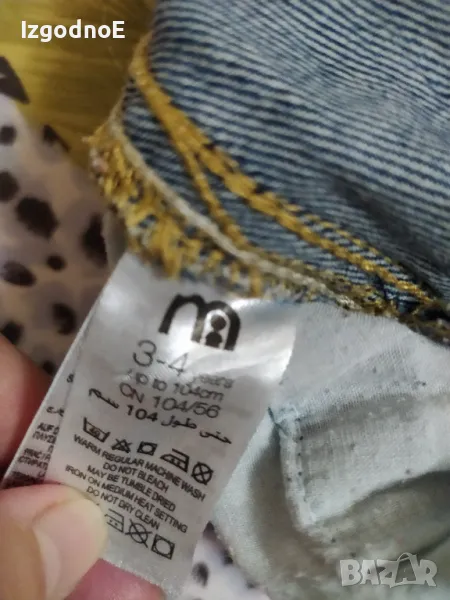 IzgodnoE
m
3-4 years
up to 104cm
CN 104/56
حتى طول 104 سم
WARM REGULAR MACHINE WASH
DO NOT BLEACH
MAY BE TUMBLE DRIED
IRON ON MEDIUM HEAT SETTING
DO NOT DRY CLEAN
BAZAR